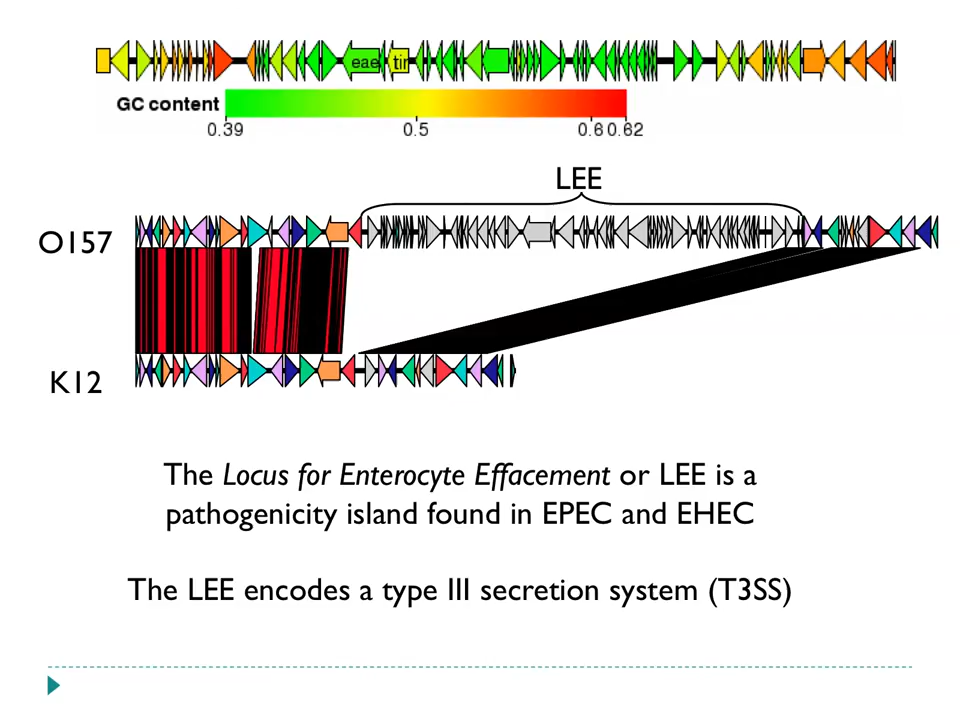 eae tir
GC content
0.39 0.5 0.6 0.62
LEE
O157
K12
The Locus for Enterocyte Effacement or LEE is a
pathogenicity island found in EPEC and EHEC
The LEE encodes a type III secretion system (T3SS)